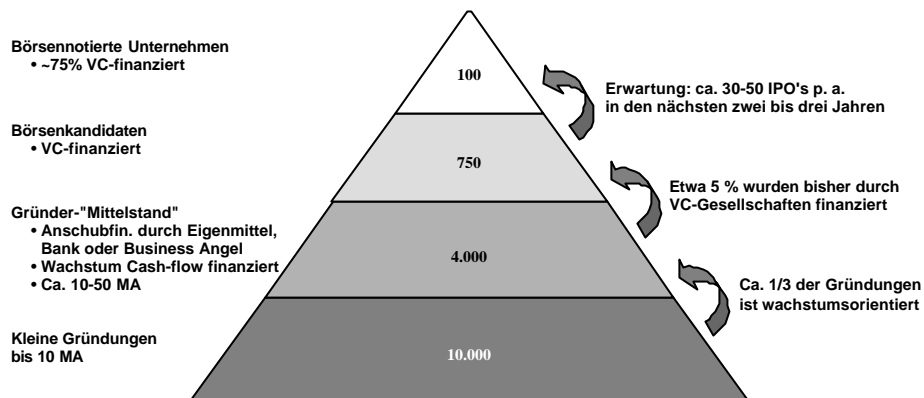 Börsennotierte Unternehmen
• ~75% VC-finanziert
100
Erwartung: ca. 30-50 IPO's p. a.
in den nächsten zwei bis drei Jahren
Börsenkandidaten
• VC-finanziert
750
Etwa 5 % wurden bisher durch
VC-Gesellschaften finanziert
Gründer-"Mittelstand"
• Anschubfin. durch Eigenmittel,
Bank oder Business Angel
• Wachstum Cash-flow finanziert
• Ca. 10-50 MA
4.000
Ca. 1/3 der Gründungen
ist wachstumsorientiert
Kleine Gründungen
bis 10 MA
10.000